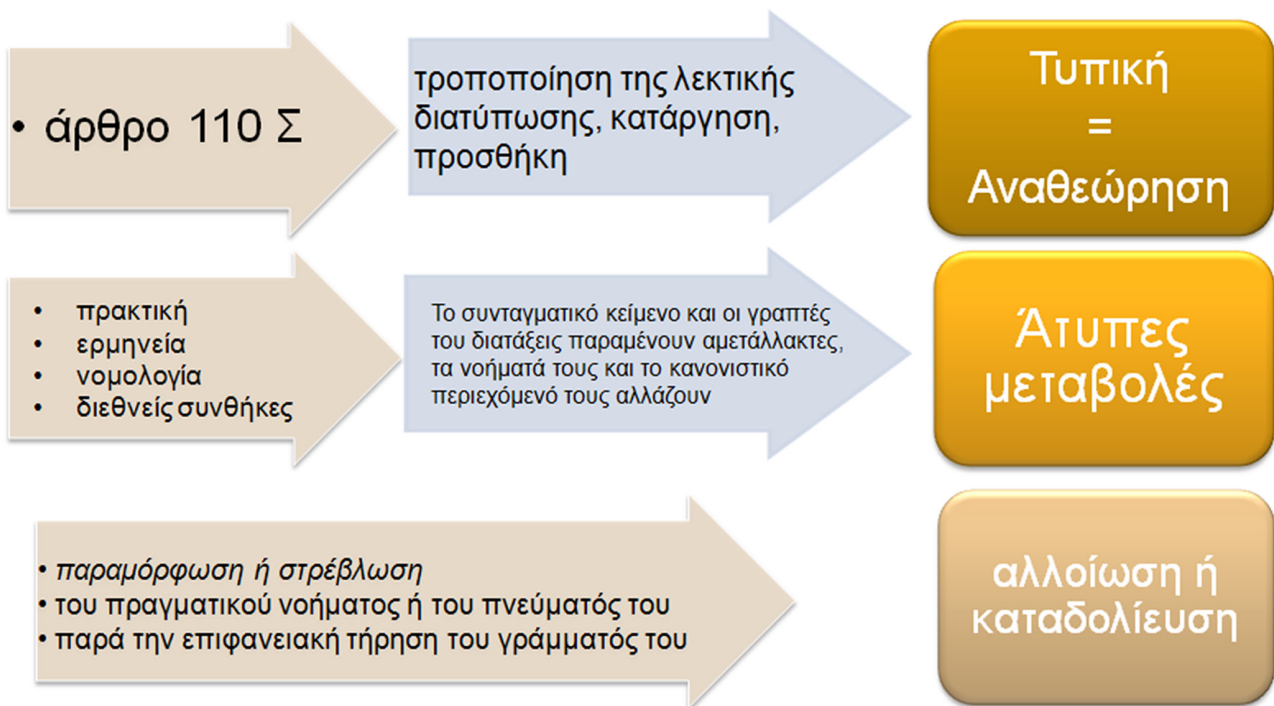 • άρθρο 110 Σ
τροποποίηση της λεκτικής
διατύπωσης, κατάργηση,
προσθήκη
Τυπική
=
Αναθεώρηση
• πρακτική
• ερμηνεία
• νομολογία
• διεθνείς συνθήκες
Το συνταγματικό κείμενο και οι γραπτές
του διατάξεις παραμένουν αμετάλλακτες,
τα νοήματά τους και το κανονιστικό
περιεχόμενό τους αλλάζουν
Άτυπες
μεταβολές
• παραμόρφωση ή στρέβλωση
• του πραγματικού νοήματος ή του πνεύματός του
• παρά την επιφανειακή τήρηση του γράμματός του
αλλοίωση ή
καταδολίευση